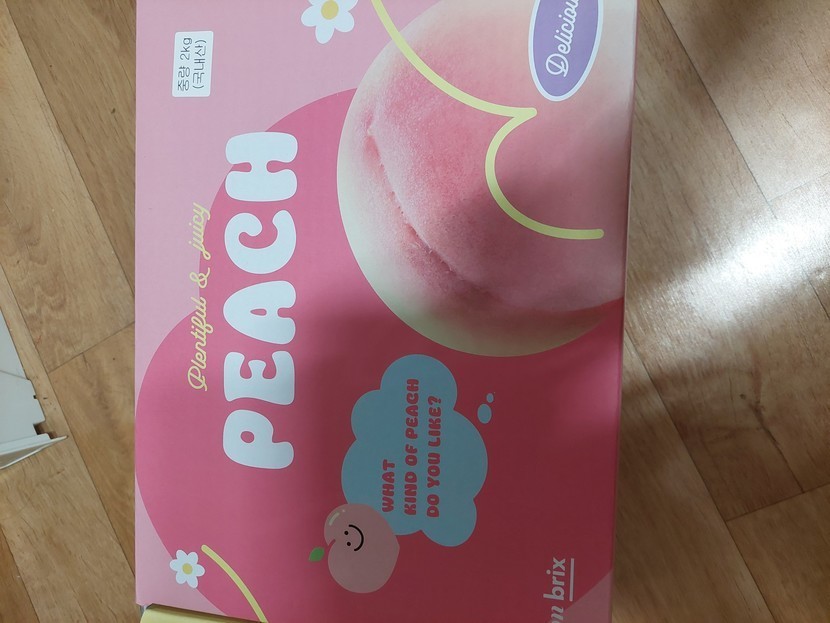 중량 2kg
(국내산)
Plentiful & juicy
PEACH
Delicious
WHAT
KIND OF PEACH
DO YOU LIKE?
brix